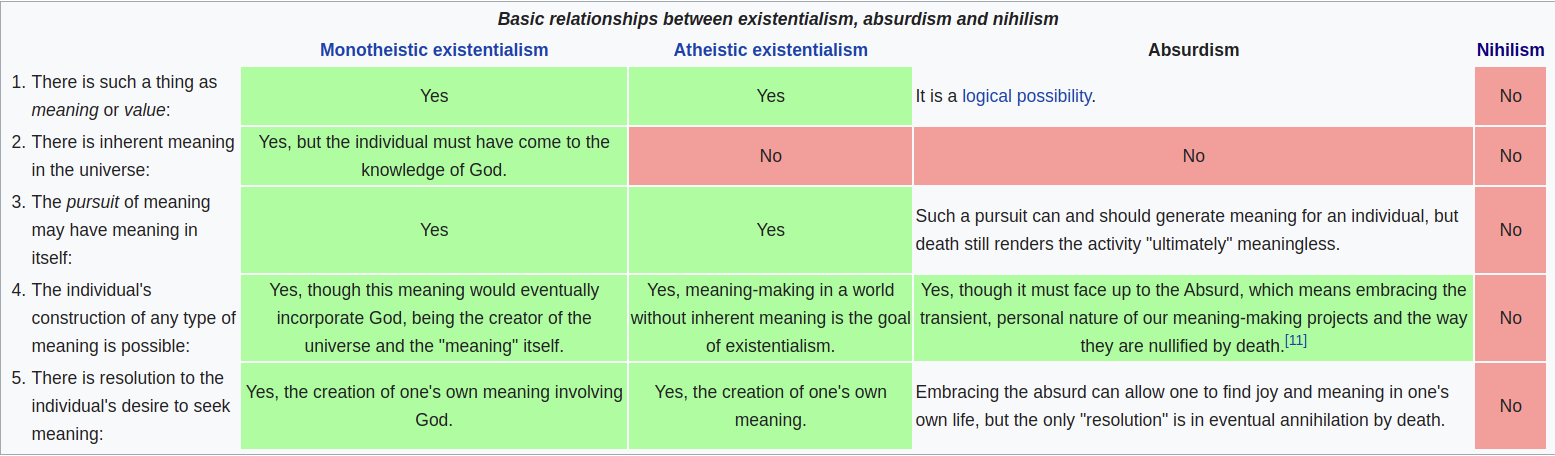 Basic relationships between existentialism, absurdism and nihilism
Monotheistic existentialism Atheistic existentialism Absurdism Nihilism
1. There is such a thing as
meaning or value:
Yes
Yes
It is a logical possibility.
No
2. There is inherent meaning
in the universe:
Yes, but the individual must have come to the
knowledge of God.
No
No
No
3. The pursuit of meaning
may have meaning in
itself:
Yes
Yes
Such a pursuit can and should generate meaning for an individual, but
death still renders the activity "ultimately" meaningless.
No
4. The individual's
construction of any type of
meaning is possible:
Yes, though this meaning would eventually
incorporate God, being the creator of the
universe and the "meaning" itself.
Yes, meaning-making in a world
without inherent meaning is the goal
of existentialism.
Yes, though it must face up to the Absurd, which means embracing the
transient, personal nature of our meaning-making projects and the way
they are nullified by death.[11]
No
5. There is resolution to the
individual's desire to seek
meaning:
Yes, the creation of one's own meaning involving
God.
Yes, the creation of one's own
meaning.
Embracing the absurd can allow one to find joy and meaning in one's
own life, but the only "resolution" is in eventual annihilation by death.
No